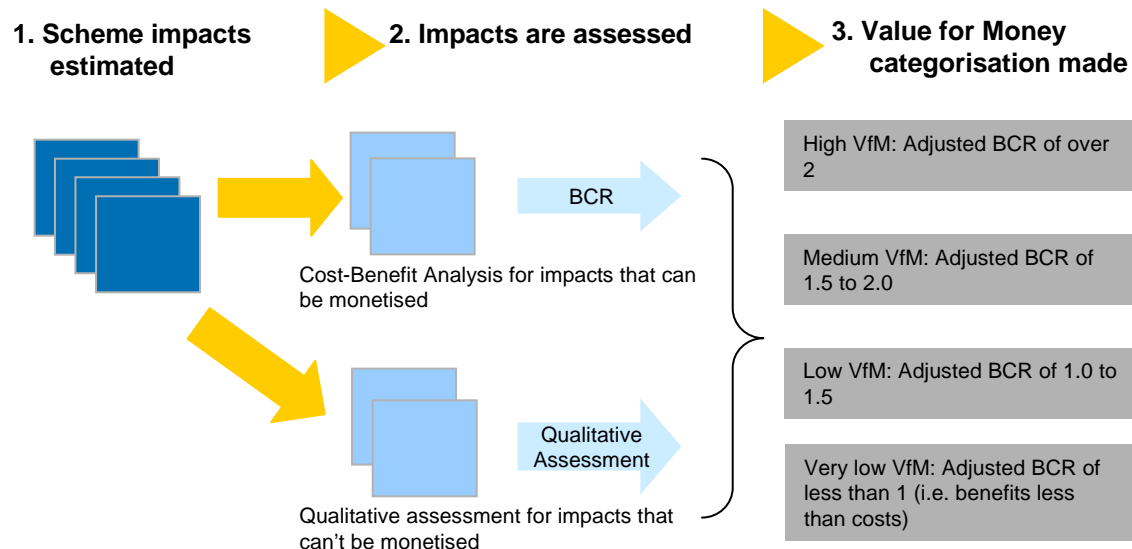 1. Scheme impacts
estimated
2. Impacts are assessed
3. Value for Money
categorisation made
BCR
Cost-Benefit Analysis for impacts that can
be monetised
Qualitative
Assessment
Qualitative assessment for impacts that
can't be monetised
High VfM: Adjusted BCR of over
2
Medium VfM: Adjusted BCR of
1.5 to 2.0
Low VfM: Adjusted BCR of 1.0 to
1.5
Very low VfM: Adjusted BCR of
less than 1 (i.e. benefits less
than costs)